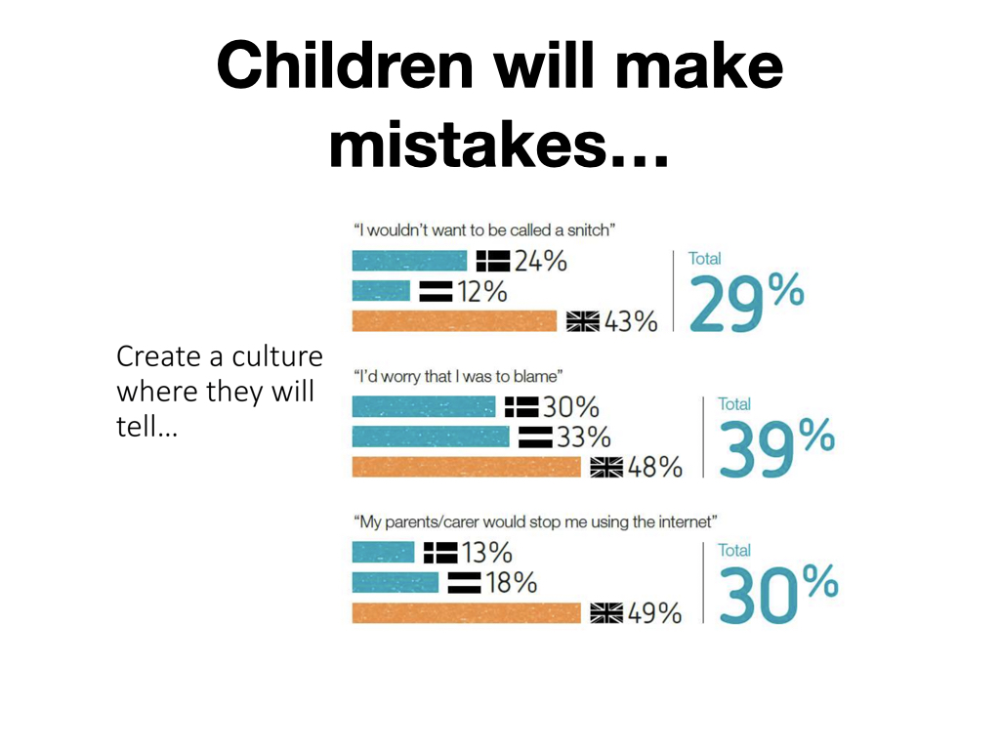 Children will make
mistakes…
“I wouldn’t want to be called a snitch”
24%
12%
43%
Total
29%
Create a culture
where they will
tell…
“I’d worry that I was to blame”
30%
33%
48%
Total
39%
“My parents/carer would stop me using the internet”
13%
18%
49%
Total
30%